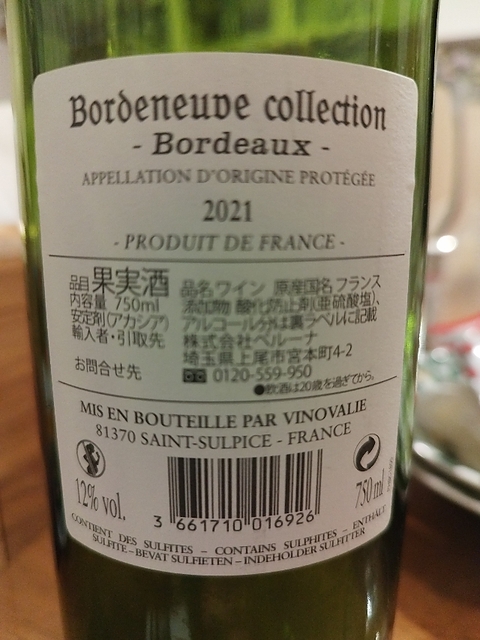 Bordeneuve collection
- Bordeaux -
APPELLATION D'ORIGINE PROTÉGÉE
2021
- PRODUIT DE FRANCE -
品目 果実酒 品名 ワイン 原産国名 フランス
内容量 750ml 添加物 酸化防止剤(亜硫酸塩)、
安定剤(アカシア) アルコール分は裏ラベルに記載
輸入者・引取先 株式会社ベルーナ
埼玉県上尾市宮本町4-2
お問合せ先 0120-559-950
●飲酒は20歳を過ぎてから。
MIS EN BOUTEILLE PAR VINOVALIE
81370 SAINT-SULPICE - FRANCE
12% vol.
750 ml
3 661710 016926
CONTIENT DES SULFITES – CONTAINS SULPHITES – ENTHALT
SULFITE – BEVAT SULFIETEN – INDEHOLDER SULFITTER